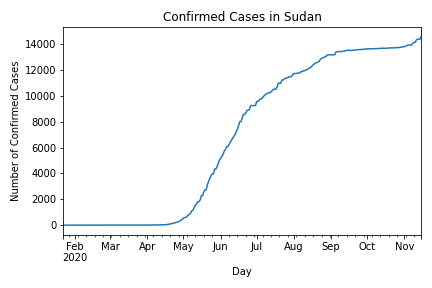 Confirmed Cases in Sudan
Number of Confirmed Cases
14000
12000
10000
8000
6000
4000
2000
0
Feb Mar Apr May Jun Jul Aug Sep Oct Nov
2020
Day